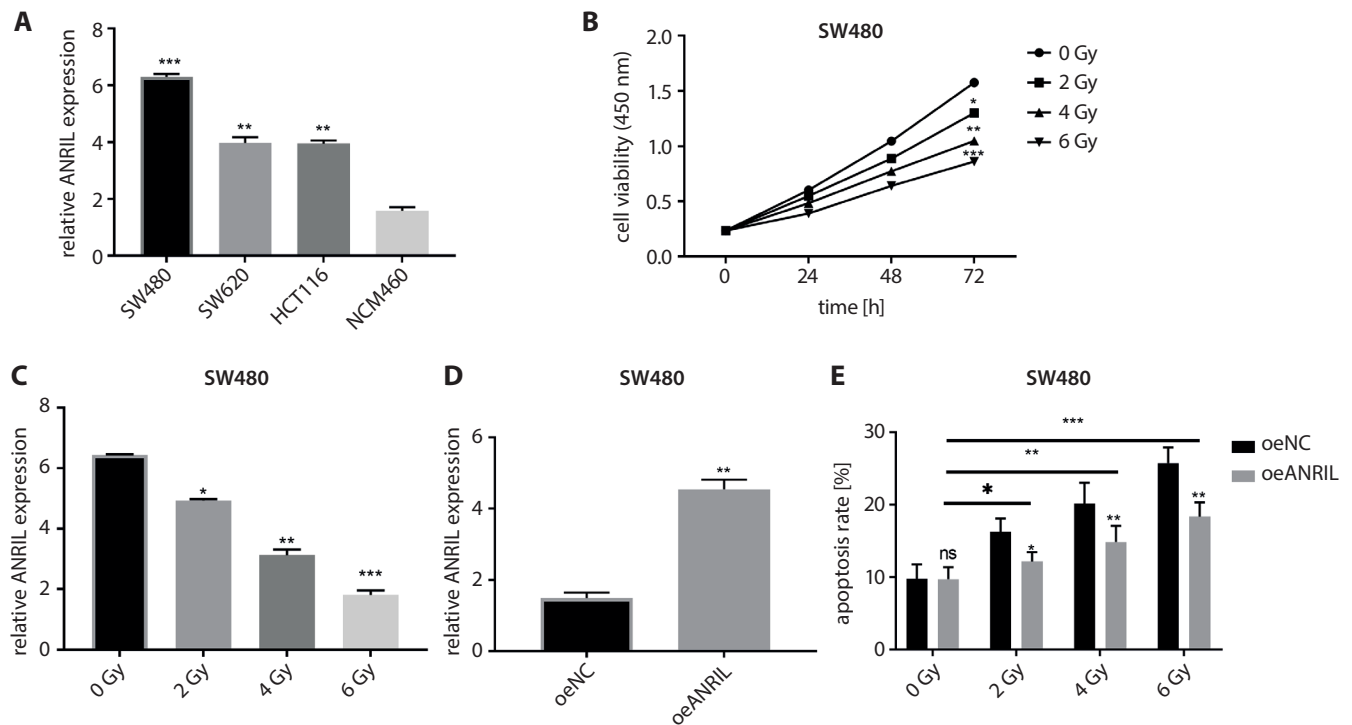 A
relative ANRIL expression
8
6
4
2
0
***
**
**
SW480
SW620
HCT116
NCM460
B
SW480
cell viability (450 nm)
2.0
1.5
1.0
0.5
0.0
0
24
48
72
time [h]
*
**
***
0 Gy
2 Gy
4 Gy
6 Gy
C
SW480
relative ANRIL expression
8
6
4
2
0
*
**
***
0 Gy
2 Gy
4 Gy
6 Gy
D
SW480
relative ANRIL expression
6
4
2
0
**
oeNC
oeANRIL
E
SW480
apoptosis rate [%]
30
20
10
0
***
**
*
ns
*
**
**
0 Gy
2 Gy
4 Gy
6 Gy
oeNC
oeANRIL